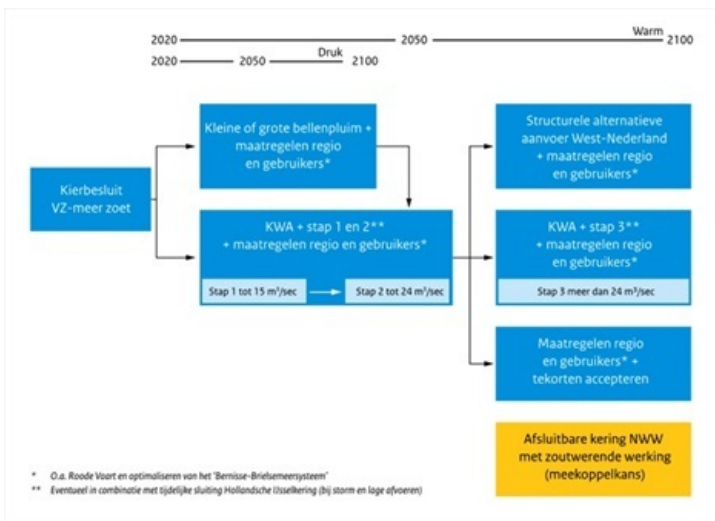 Warm
2020 2050 2100
Druk
2020 2050 2100
Kierbesluit
VZ-meer zoet
Kleine of grote bellenpluim +
maatregelen regio
en gebruikers*
KWA + stap 1 en 2**
+ maatregelen regio en gebruikers*
Stap 1 tot 15 m³/sec
Stap 2 tot 24 m³/sec
Structurele alternatieve
aanvoer West-Nederland
+ maatregelen regio
en gebruikers*
KWA + stap 3**
+ maatregelen regio
en gebruikers*
Stap 3 meer dan 24 m³/sec
Maatregelen regio
en gebruikers* +
tekorten accepteren
Afsluitbare kering NWW
met zoutwerende werking
(meekoppelkans)
* O.a. Roode Vaart en optimaliseren van het 'Bernisse-Brielsemeersysteem'
** Eventueel in combinatie met tijdelijke sluiting Hollandsche IJsselkering (bij storm en lage afvoeren)